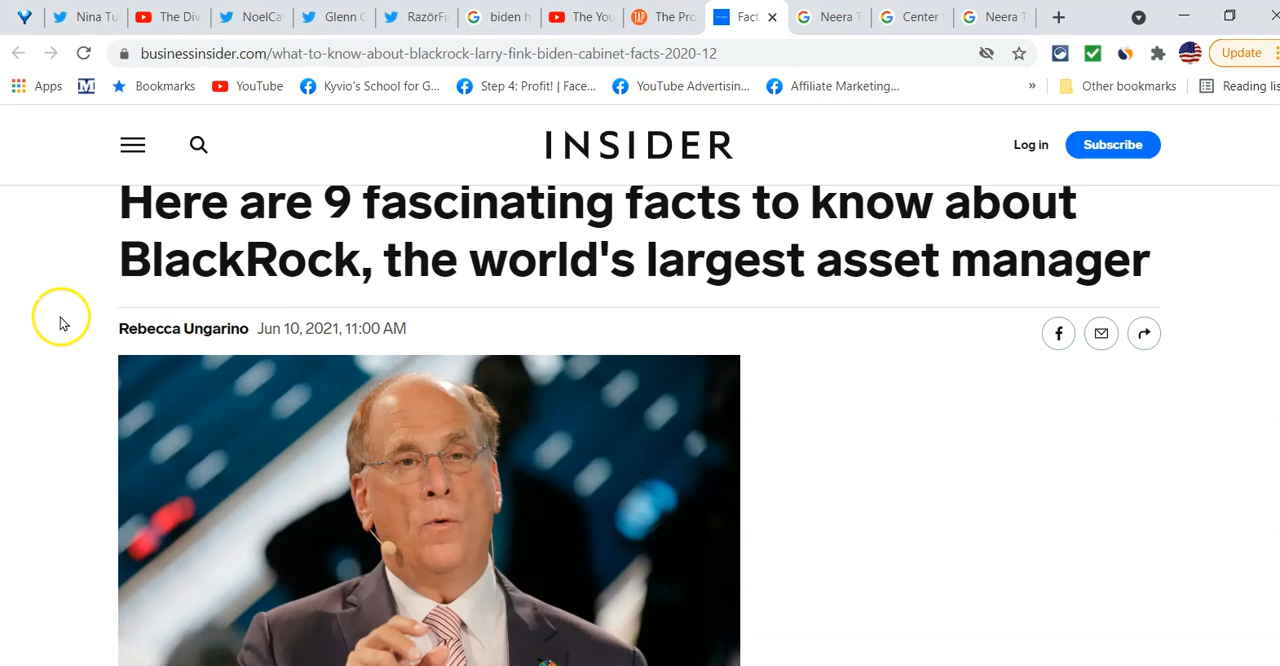 Nina Tu
The Div
NoelCa
Glenn G
RazörFi
biden h
The You
TAP
The Pro
Fact
Neera T
Center
Neera T
businessinsider.com/what-to-know-about-blackrock-larry-fink-biden-cabinet-facts-2020-12
Update
Apps
Bookmarks
YouTube
Kyvio's School for G...
Step 4: Profit! | Face...
YouTube Advertisin...
Affiliate Marketing...
»
Other bookmarks
Reading lis
INSIDER
Log in
Subscribe
Here are 9 fascinating facts to know about
BlackRock, the world's largest asset manager
Rebecca Ungarino Jun 10, 2021, 11:00 AM